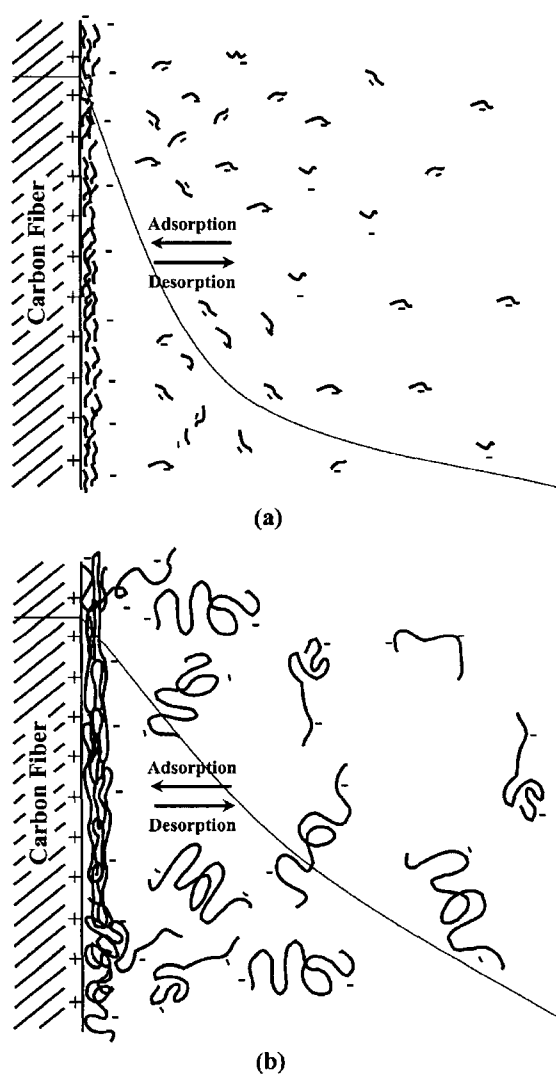 Carbon Fiber
Adsorption
Desorption
(a)
Carbon Fiber
Adsorption
Desorption
(b)